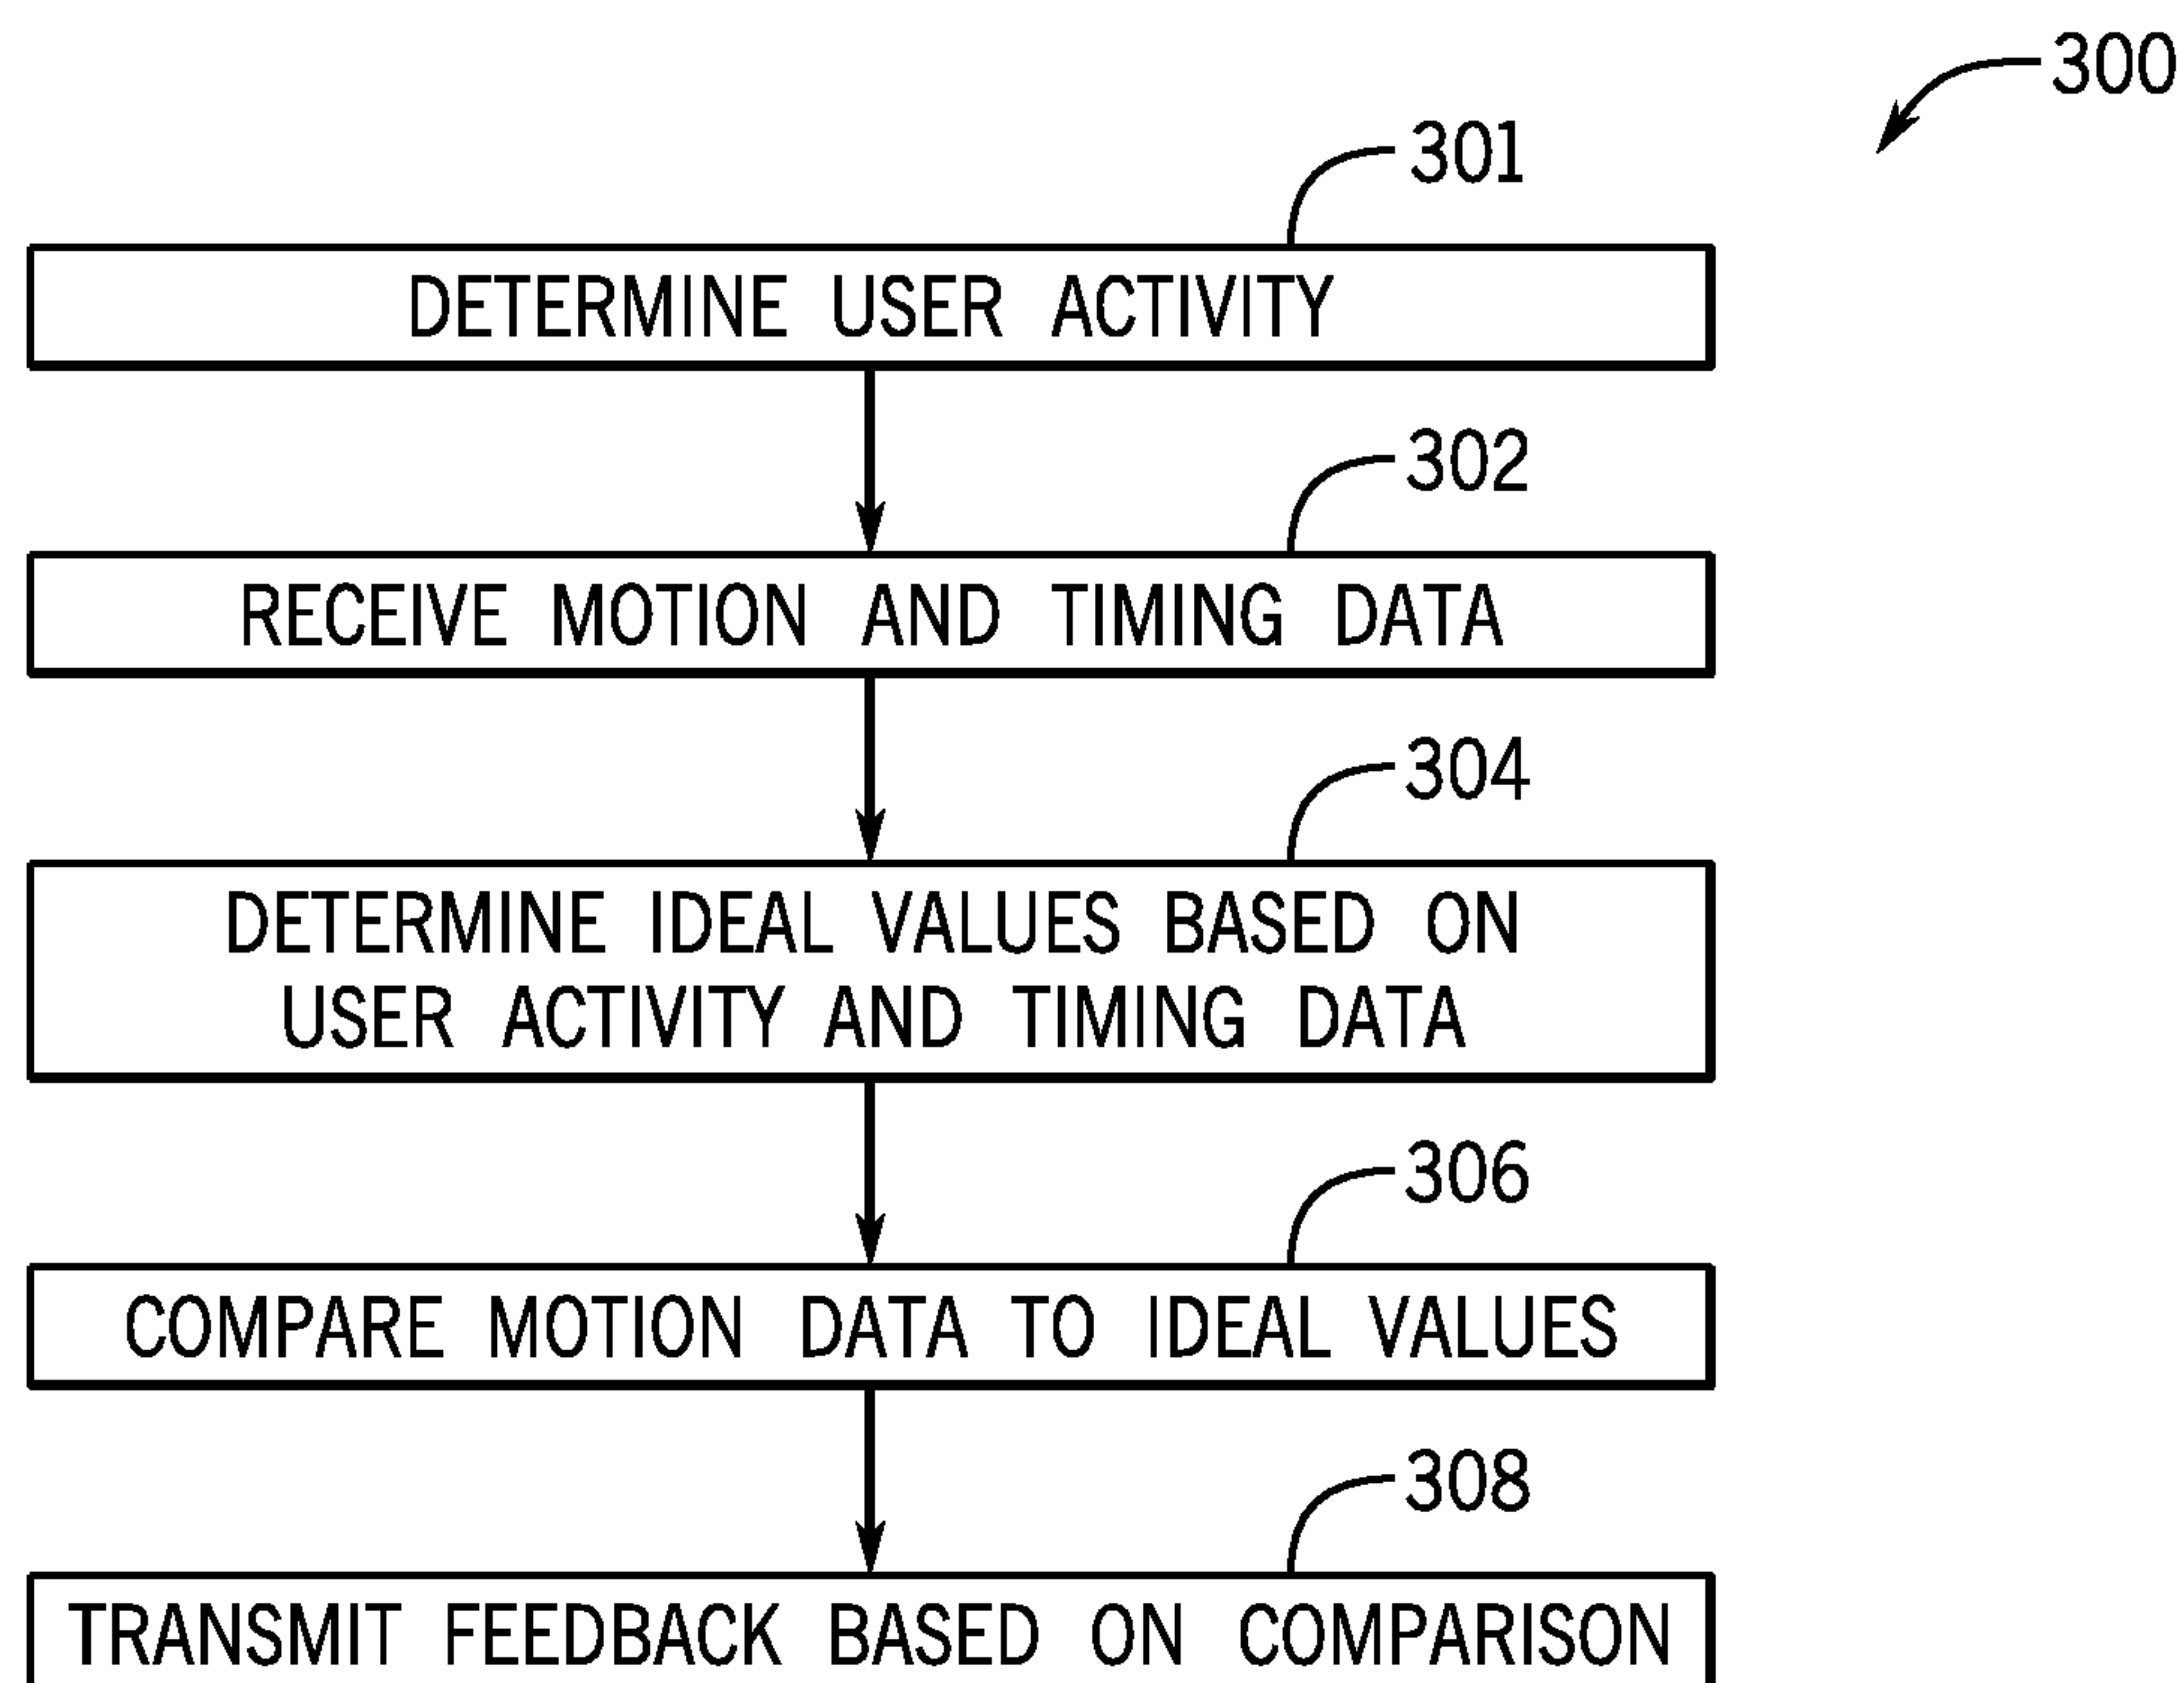 300
301
DETERMINE USER ACTIVITY
302
RECEIVE MOTION AND TIMING DATA
304
DETERMINE IDEAL VALUES BASED ON
USER ACTIVITY AND TIMING DATA
306
COMPARE MOTION DATA TO IDEAL VALUES
308
TRANSMIT FEEDBACK BASED ON COMPARISON